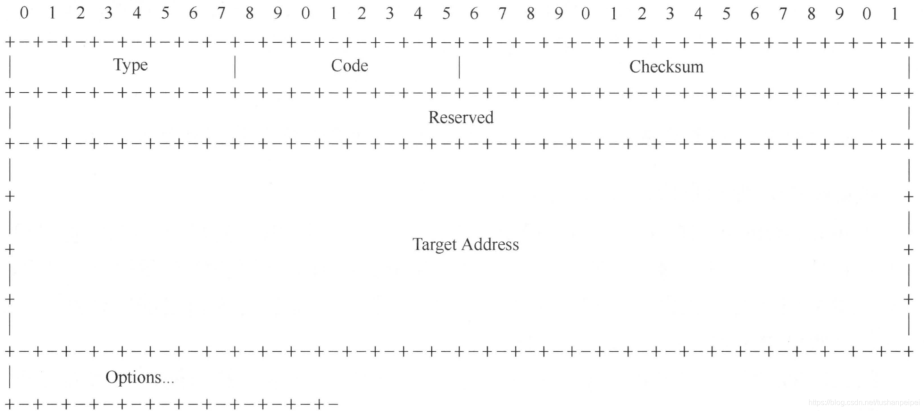 0 1 2 3 4 5 6 7 8 9 0 1 2 3 4 5 6 7 8 9 0 1 2 3 4 5 6 7 8 9 0 1
+-+-+-+-+-+-+-+-+-+-+-+-+-+-+-+-+-+-+-+-+-+-+-+-+-+-+-+-+-+-+-+-+
| Type | Code | Checksum |
+-+-+-+-+-+-+-+-+-+-+-+-+-+-+-+-+-+-+-+-+-+-+-+-+-+-+-+-+-+-+-+-+
| Reserved
+-+-+-+-+-+-+-+-+-+-+-+-+-+-+-+-+-+-+-+-+-+-+-+-+-+-+-+-+-+-+-+-+
| |
+ +
| |
+ Target Address +
| |
+ +
| |
+-+-+-+-+-+-+-+-+-+-+-+-+-+-+-+-+-+-+-+-+-+-+-+-+-+-+-+-+-+-+-+-+
| Options...
+-+-+-+-+-+-+-+-+-+-+-+-